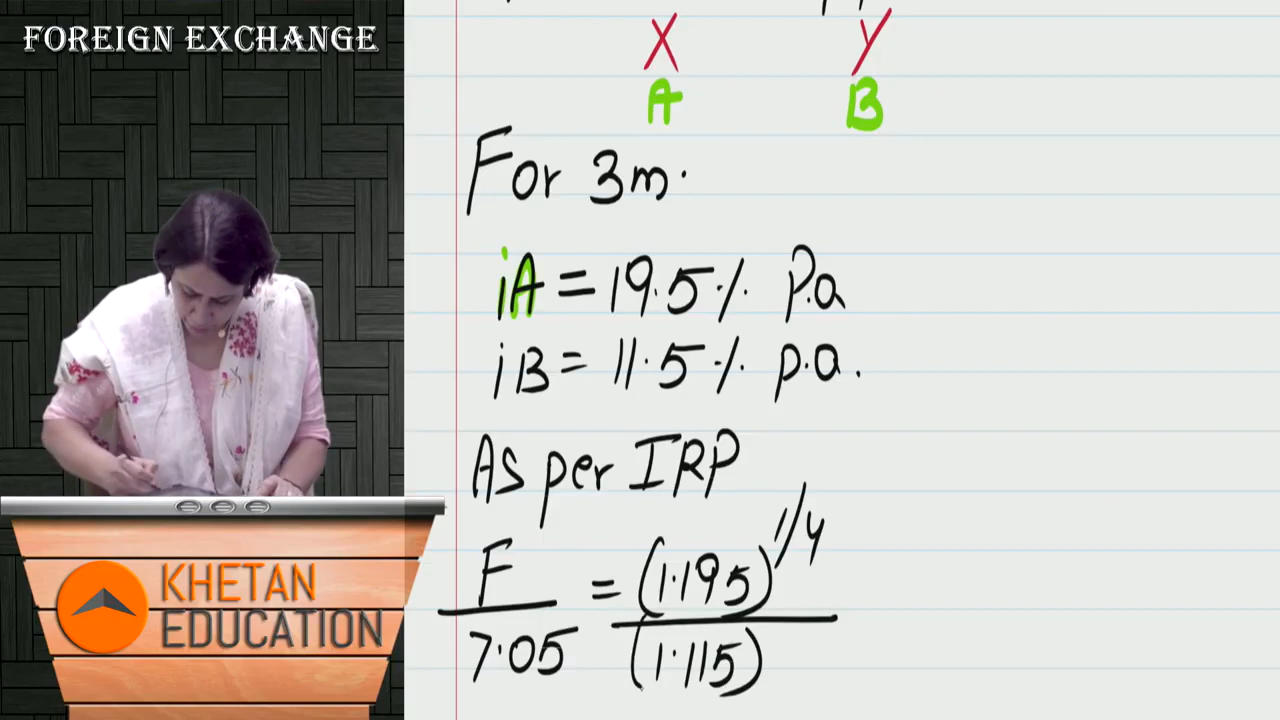 FOREIGN EXCHANGE
X Y
A B
For 3m.
iA = 19.5% P.a
iB = 11.5% p.a.
As per IRP
F = (1.195)^1/4
7.05 (1.115)
KHETAN
EDUCATION